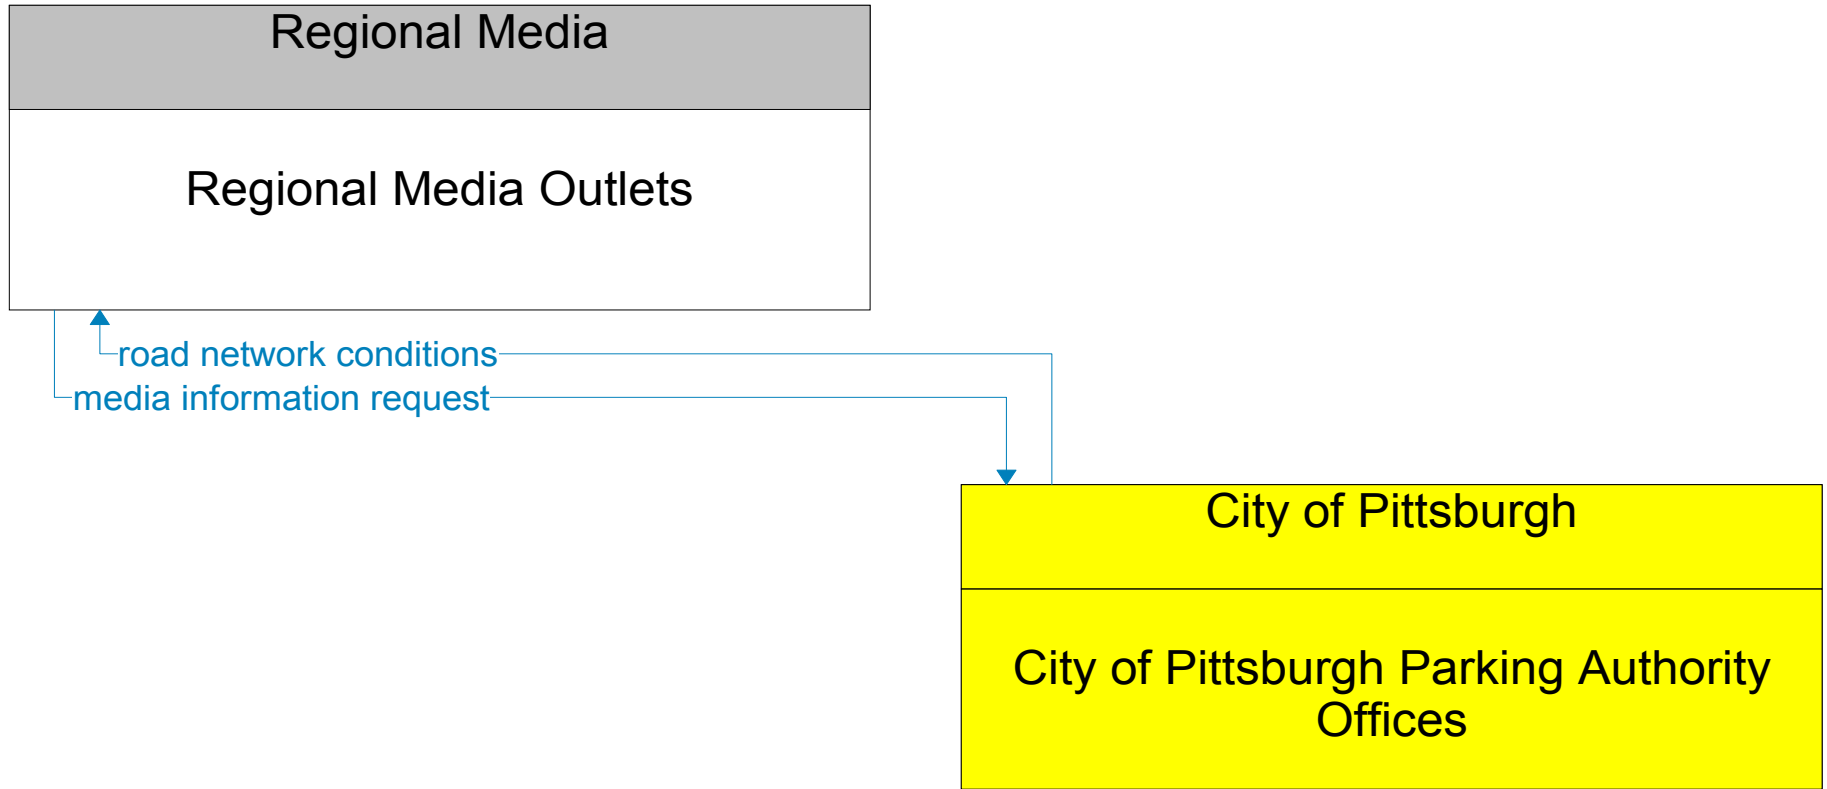 Regional Media
Regional Media Outlets
road network conditions
media information request
City of Pittsburgh
City of Pittsburgh Parking Authority
Offices